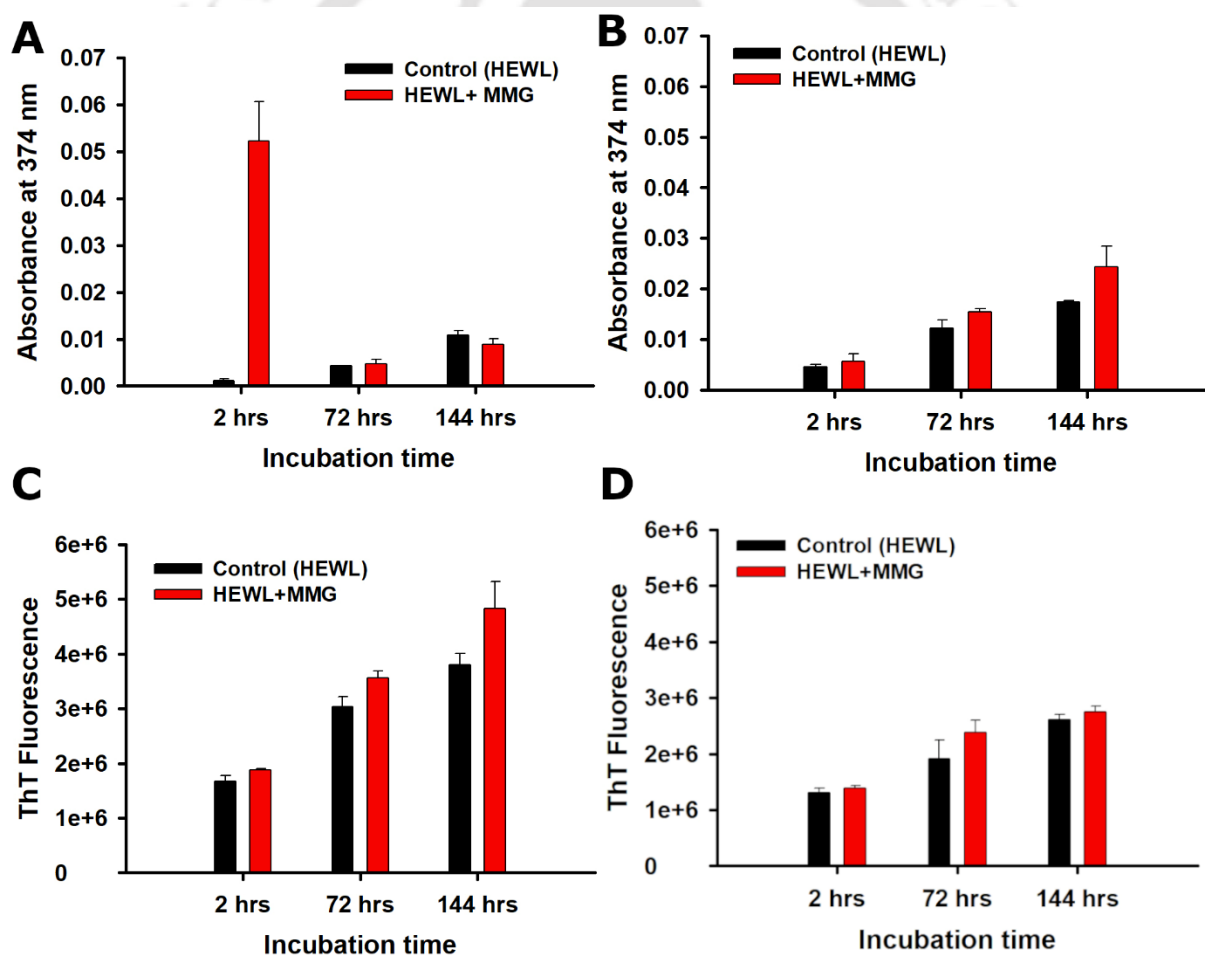 A
Absorbance at 374 nm
0.07
0.06
0.05
0.04
0.03
0.02
0.01
0.00
Control (HEWL)
HEWL+ MMG
2 hrs 72 hrs 144 hrs
Incubation time
B
Absorbance at 374 nm
0.07
0.06
0.05
0.04
0.03
0.02
0.01
0.00
Control (HEWL)
HEWL+MMG
2 hrs 72 hrs 144 hrs
Incubation time
C
ThT Fluorescence
6e+6
5e+6
4e+6
3e+6
2e+6
1e+6
0
Control (HEWL)
HEWL+MMG
2 hrs 72 hrs 144 hrs
Incubation time
D
ThT Fluorescence
6e+6
5e+6
4e+6
3e+6
2e+6
1e+6
0
Control (HEWL)
HEWL+MMG
2 hrs 72 hrs 144 hrs
Incubation time